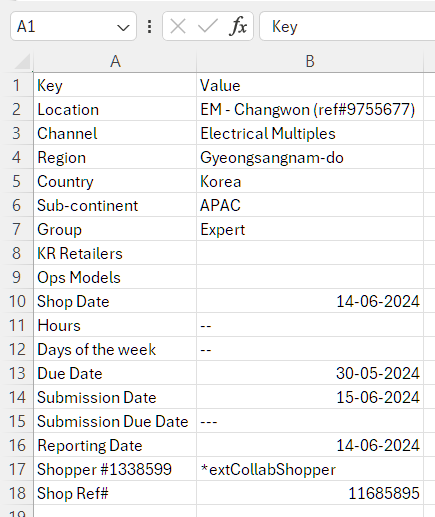 A1 fx Key
A B
1 Key Value
2 Location EM - Changwon (ref#9755677)
3 Channel Electrical Multiples
4 Region Gyeongsangnam-do
5 Country Korea
6 Sub-continent APAC
7 Group Expert
8 KR Retailers
9 Ops Models
10 Shop Date 14-06-2024
11 Hours --
12 Days of the week --
13 Due Date 30-05-2024
14 Submission Date 15-06-2024
15 Submission Due Date ---
16 Reporting Date 14-06-2024
17 Shopper #1338599 *extCollabShopper
18 Shop Ref# 11685895
19